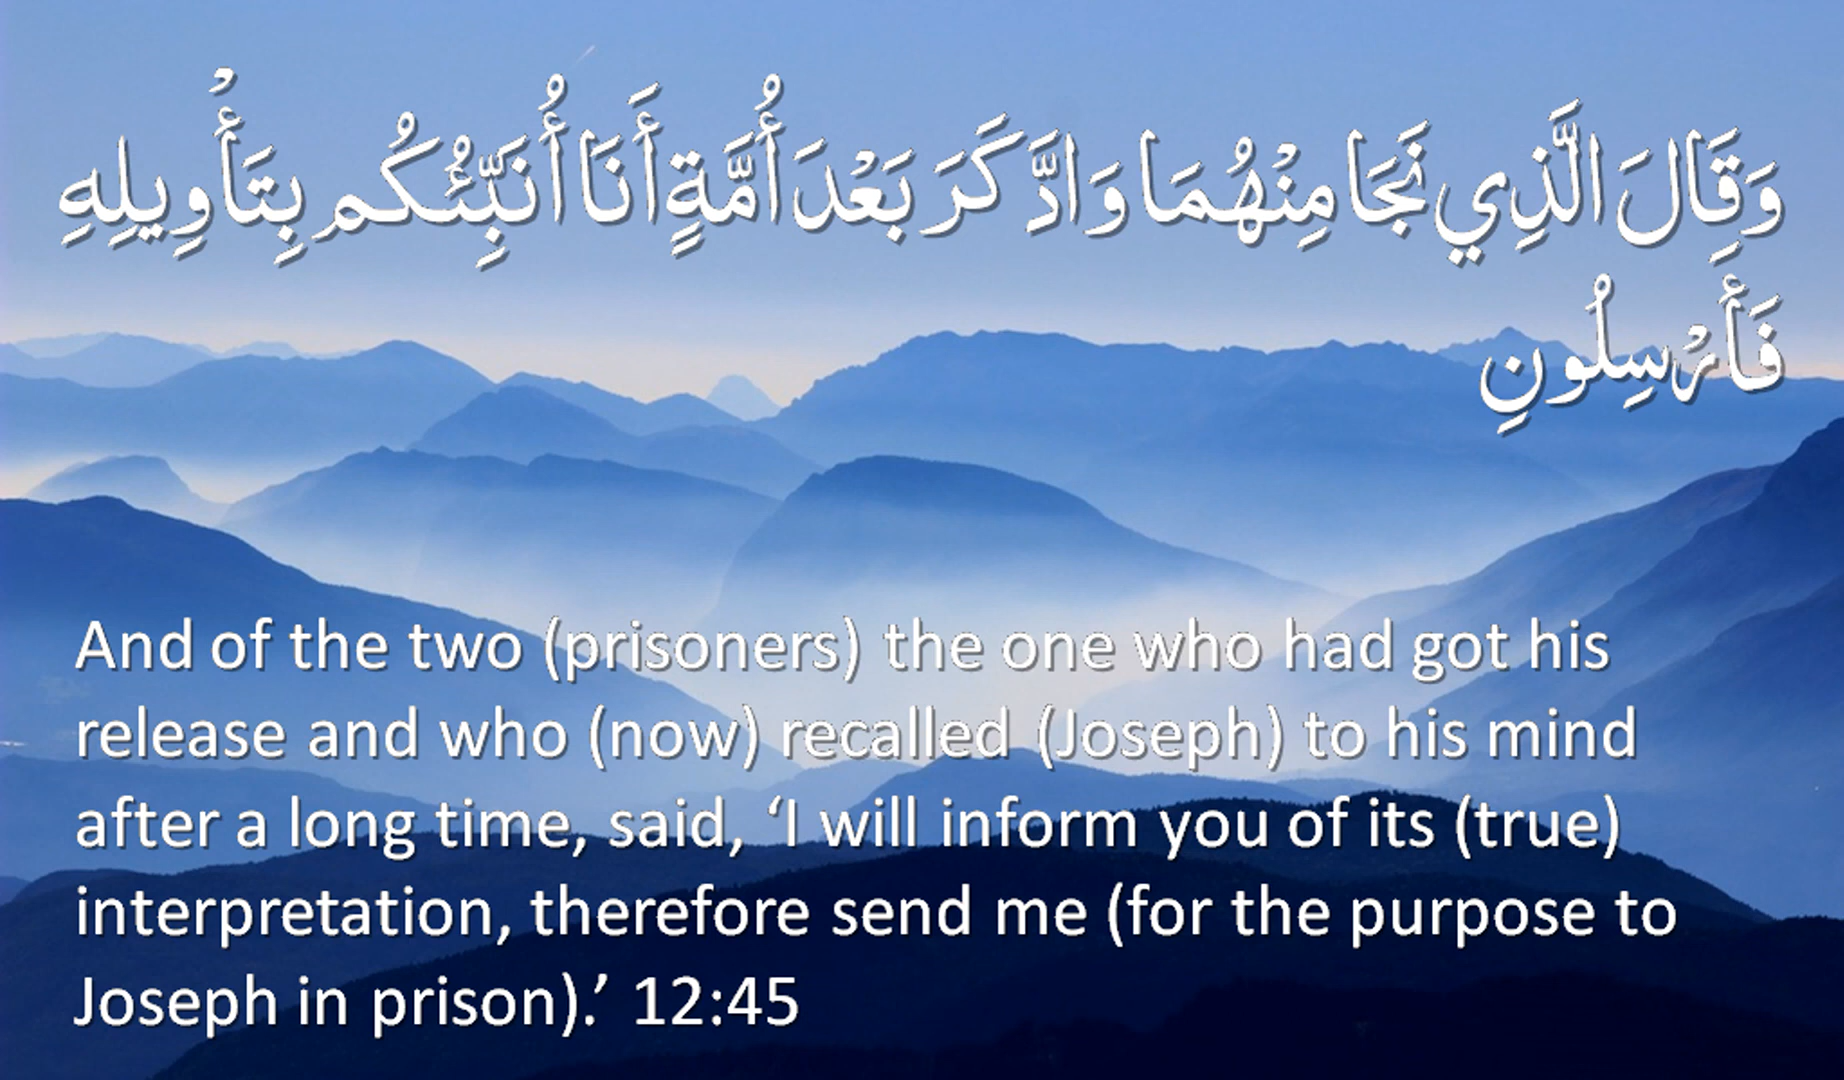 وَقَالَ الَّذِي نَجَا مِنْهُمَا وَادَّكَرَ بَعْدَ أُمَّةٍ أَنَا أُنَبِّئُكُم بِتَأْوِيلِهِ
فَأَرْسِلُونِ
And of the two (prisoners) the one who had got his
release and who (now) recalled (Joseph) to his mind
after a long time, said, ‘I will inform you of its (true)
interpretation, therefore send me (for the purpose to
Joseph in prison).’ 12:45